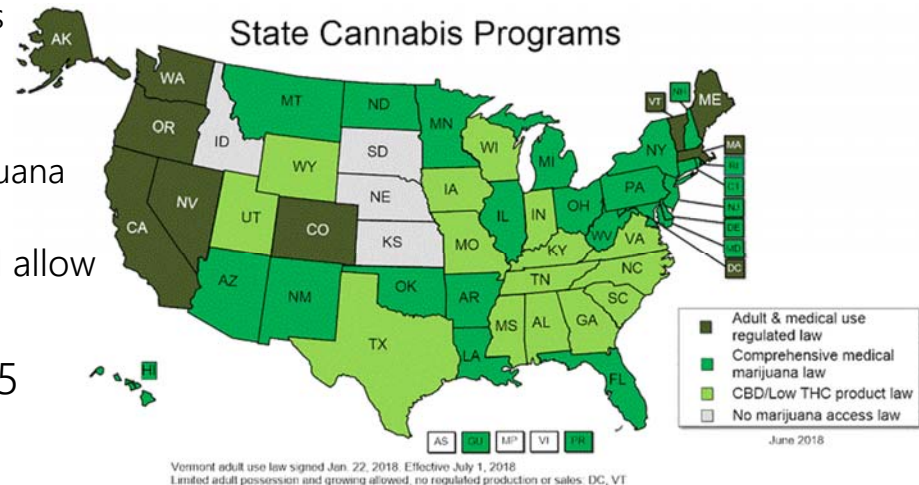 s
uana
allow
5
State Cannabis Programs
AK
WA
OR
CA
NV
ID
MT
WY
UT
CO
AZ
NM
ND
SD
NE
KS
OK
TX
MN
IA
MO
AR
LA
WI
IL
MI
IN
OH
KY
TN
MS
AL
GA
FL
SC
NC
VA
WV
PA
NY
VT
NH
ME
MA
RI
CT
NJ
DE
MD
DC
HI
Adult & medical use
regulated law
Comprehensive medical
marijuana law
CBD/Low THC product law
No marijuana access law
June 2018
AS GU MP VI PR
Vermont adult use law signed Jan. 22, 2018. Effective July 1, 2018
Limited adult possession and growing allowed, no regulated production or sales: DC, VT